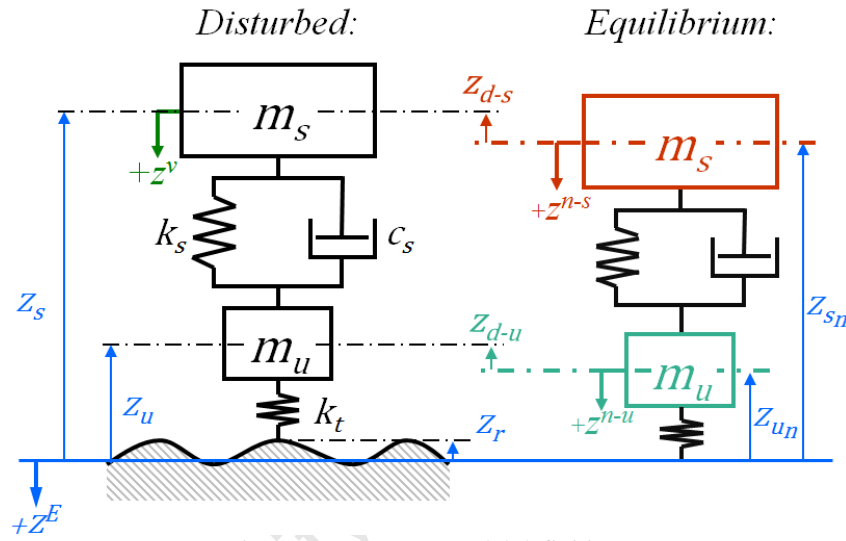 Disturbed:
Equilibrium:
z_{d-s}
m_s
+z^v
m_s
+z^{n-s}
k_s
c_s
Z_s
Z_{s_n}
z_{d-u}
m_u
m_u
Z_u
k_t
Z_r
+z^{n-u}
Z_{u_n}
+Z^E